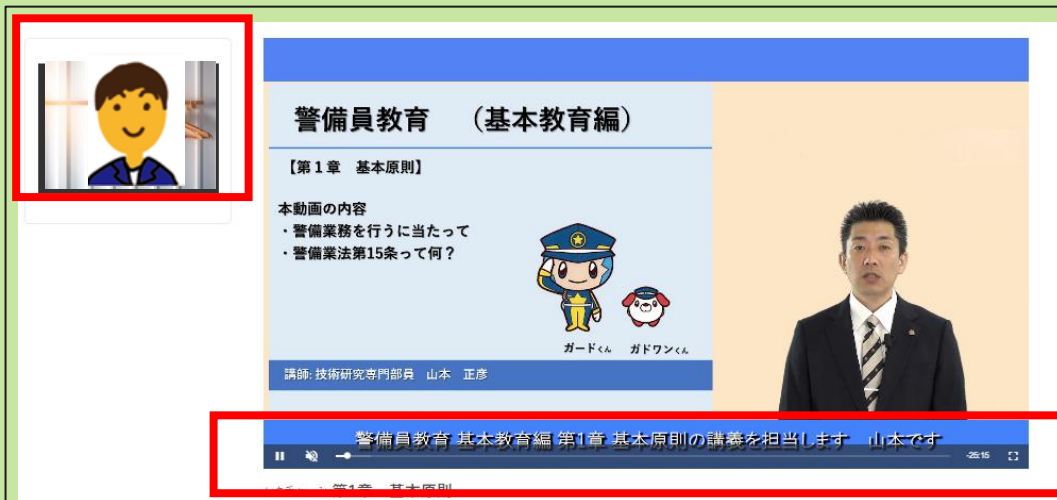 警備員教育　（基本教育編）
【第１章　基本原則】
本動画の内容
・警備業務を行うに当たって
・警備業法第15条って何？
ガードくん　ガドワンくん
講師: 技術研究専門部員　山本　正彦
警備員教育 基本教育編 第1章 基本原則の講義を担当します　山本です
-25:15
第1章　基本原則